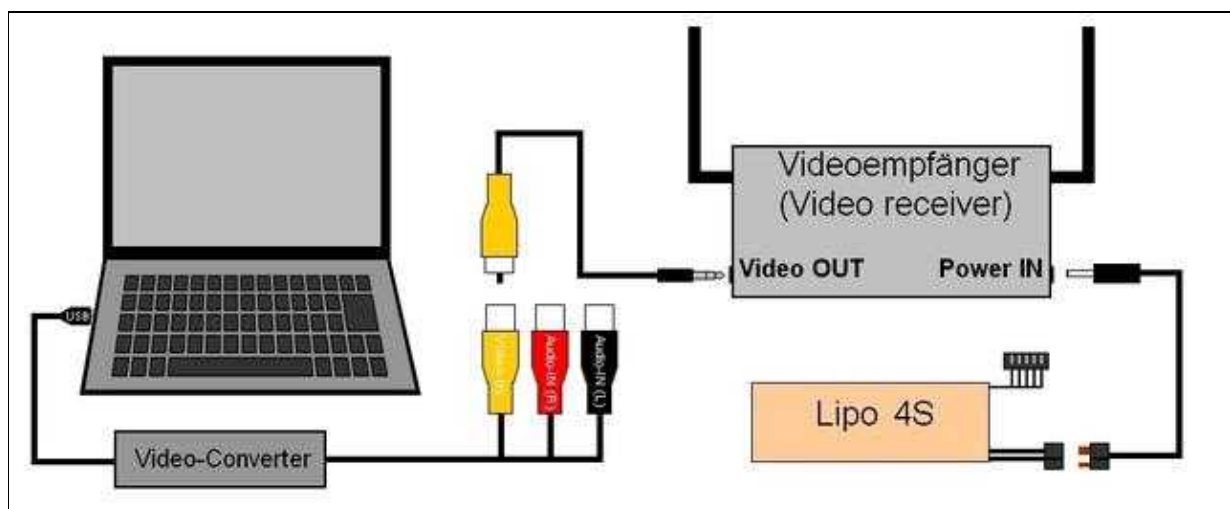 Videoempfänger
(Video receiver)
Video OUT
Power IN
USB
Video-IN
Audio-IN (R)
Audio-IN (L)
Lipo 4S
Video-Converter